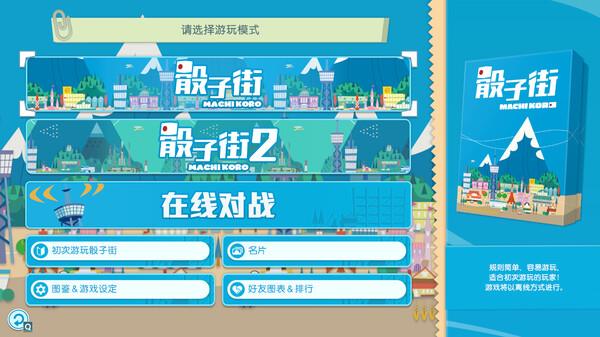 请选择游玩模式
骰子街
MACHI KORO
骰子街2
MACHI KORO
在线对战
初次游玩骰子街
名片
图鉴&游戏设定
好友图表&排行
Q
骰子街
MACHI KORO
规则简单、容易游玩,
适合初次游玩的玩家!
游戏将以离线方式进行。